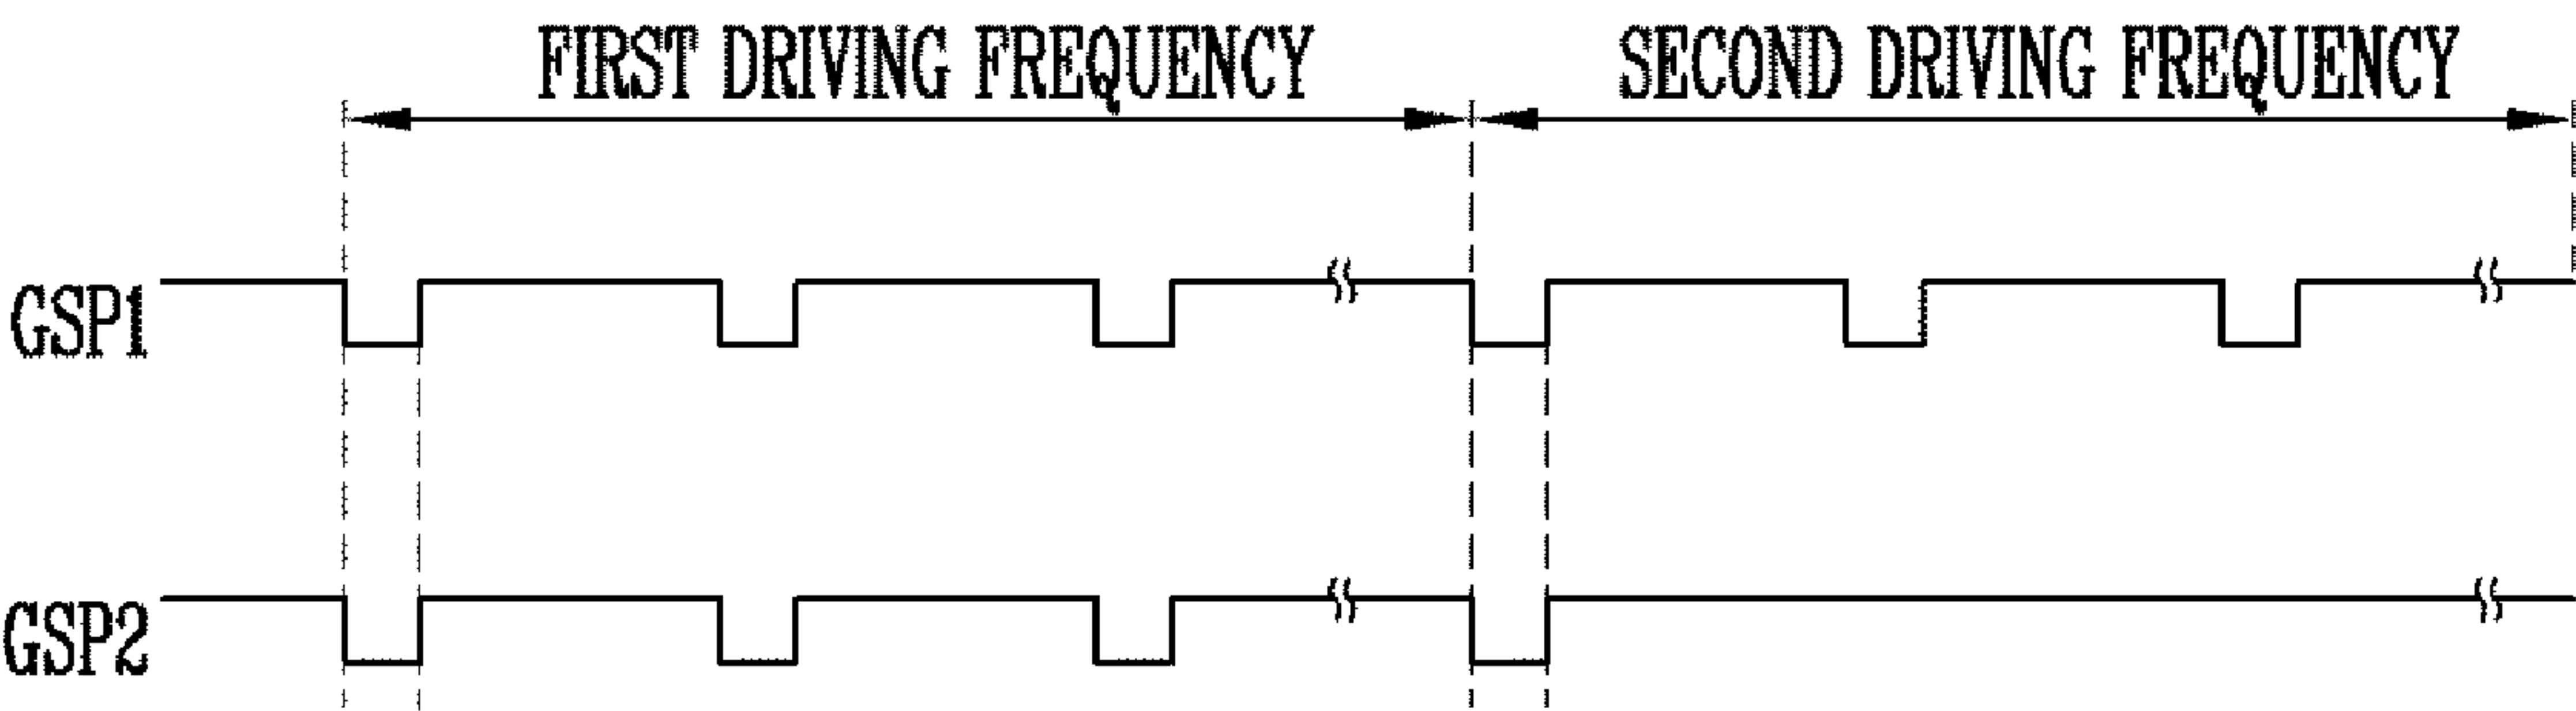 FIRST DRIVING FREQUENCY
SECOND DRIVING FREQUENCY
GSP1
GSP2